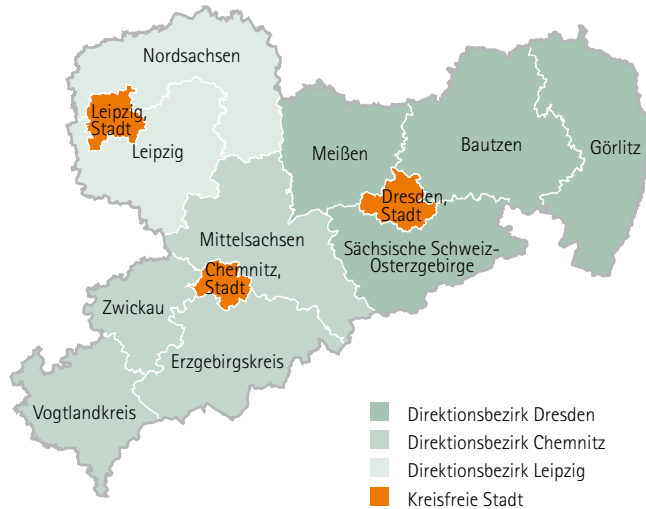 Nordsachsen
Leipzig,
Stadt
Leipzig
Meißen
Bautzen
Görlitz
Dresden,
Stadt
Mittelsachsen
Sächsische Schweiz-
Osterzgebirge
Chemnitz,
Stadt
Zwickau
Erzgebirgskreis
Vogtlandkreis
Direktionsbezirk Dresden
Direktionsbezirk Chemnitz
Direktionsbezirk Leipzig
Kreisfreie Stadt